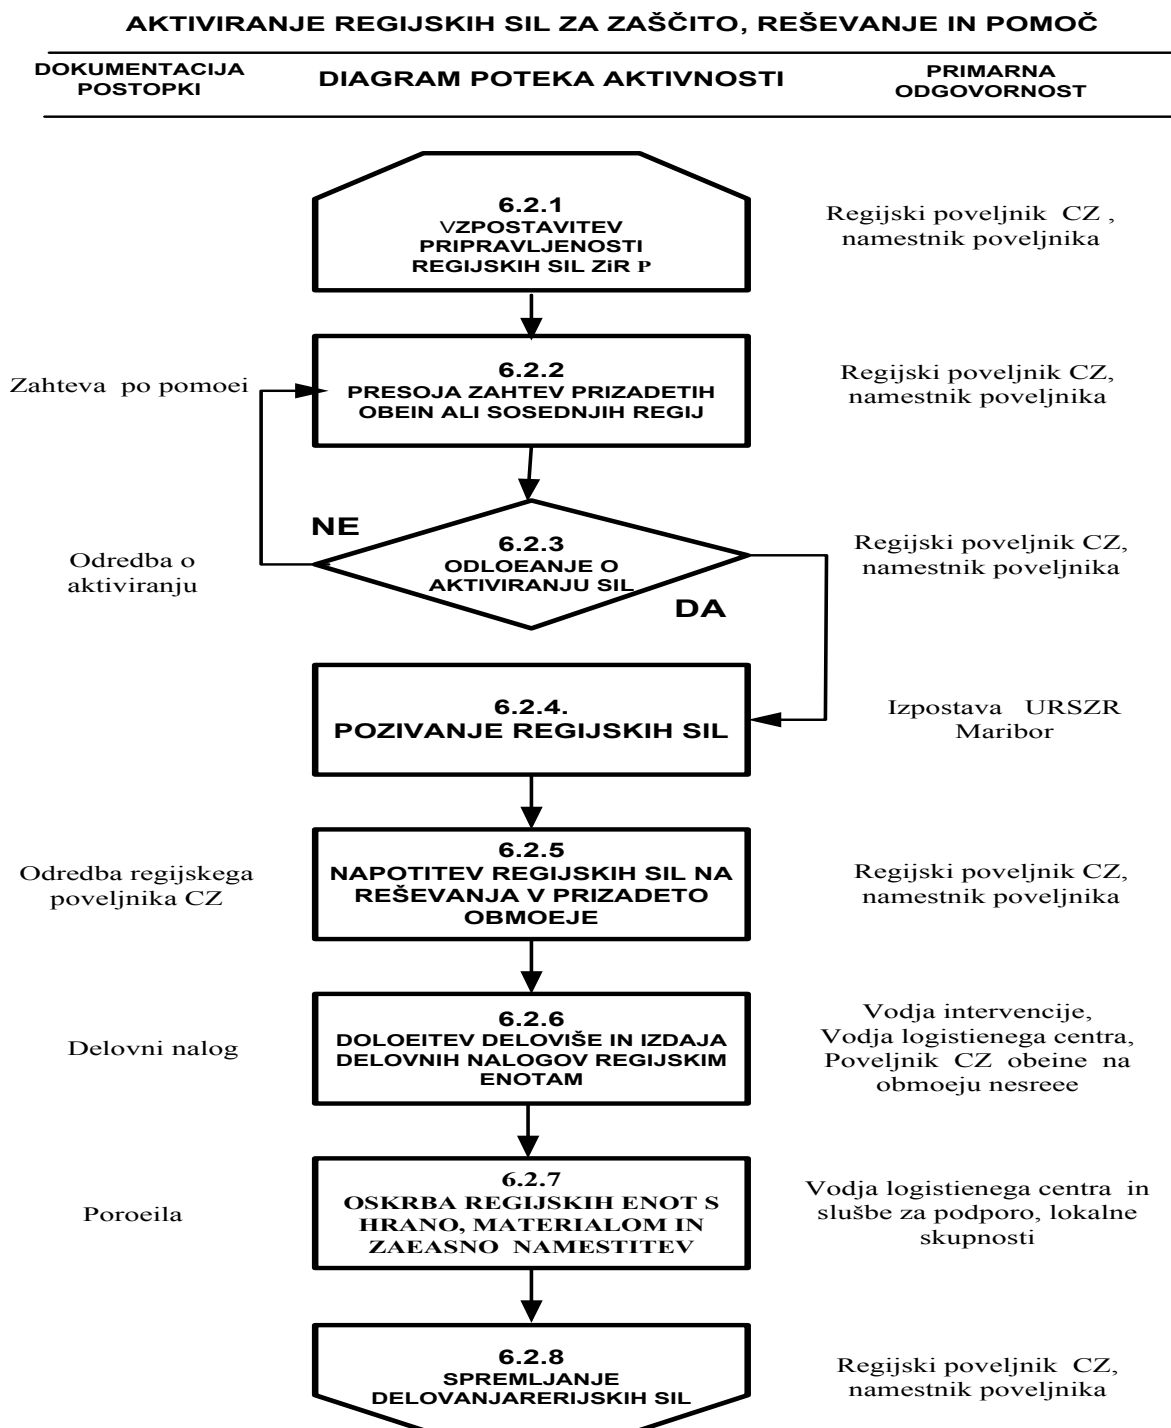 AKTIVIRANJE REGIJSKIH SIL ZA ZAŠČITO, REŠEVANJE IN POMOČ
DOKUMENTACIJA
POSTOPKI
DIAGRAM POTEKA AKTIVNOSTI
PRIMARNA
ODGOVORNOST
6.2.1
VZPOSTAVITEV
PRIPRAVLJENOSTI
REGIJSKIH SIL ZiR P
Regijski poveljnik CZ ,
namestnik poveljnika
Zahteva po pomoei
6.2.2
PRESOJA ZAHTEV PRIZADETIH
OBEIN ALI SOSEDNJIH REGIJ
Regijski poveljnik CZ,
namestnik poveljnika
NE
Odredba o
aktiviranju
6.2.3
ODLOEANJE O
AKTIVIRANJU SIL
DA
Regijski poveljnik CZ,
namestnik poveljnika
6.2.4.
POZIVANJE REGIJSKIH SIL
Izpostava URSZR
Maribor
Odredba regijskega
poveljnika CZ
6.2.5
NAPOTITEV REGIJSKIH SIL NA
REŠEVANJA V PRIZADETO
OBMOEJE
Regijski poveljnik CZ,
namestnik poveljnika
Delovni nalog
6.2.6
DOLOEITEV DELOVIŠE IN IZDAJA
DELOVNIH NALOGOV REGIJSKIM
ENOTAM
Vodja intervencije,
Vodja logistienega centra,
Poveljnik CZ obeine na
obmoeju nesreee
Poroeila
6.2.7
OSKRBA REGIJSKIH ENOT S
HRANO, MATERIALOM IN
ZAEASNO NAMESTITEV
Vodja logistienega centra in
slušbe za podporo, lokalne
skupnosti
6.2.8
SPREMLJANJE
DELOVANJARERIJSKIH SIL
Regijski poveljnik CZ,
namestnik poveljnika